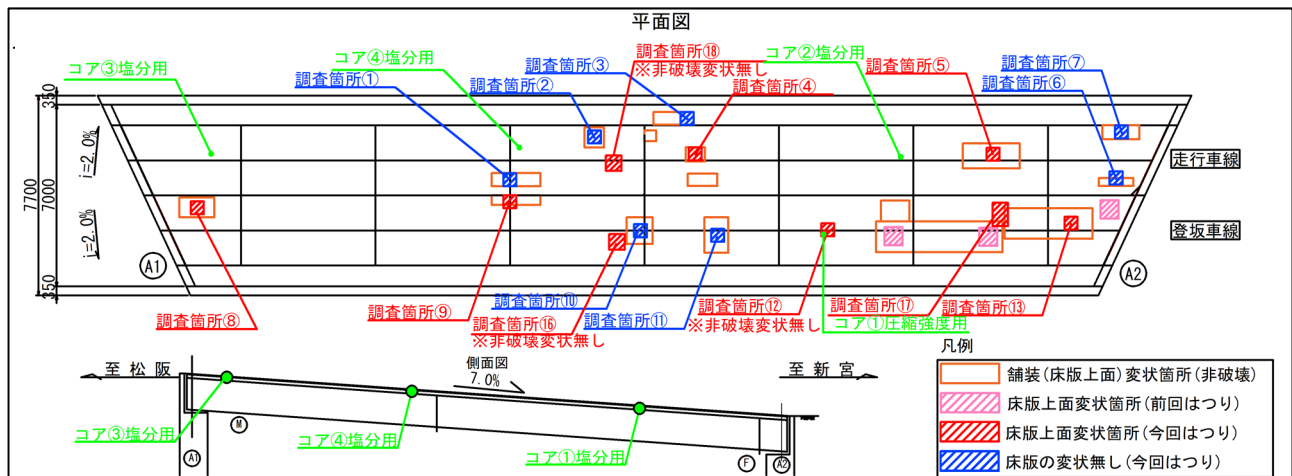 平面図
コア③塩分用
調査箇所①
コア④塩分用
調査箇所②
調査箇所③
調査箇所⑱
※非破壊変状無し
調査箇所④
コア②塩分用
調査箇所⑤
調査箇所⑦
調査箇所⑥
350
7700
7000
350
i=2.0%
i=2.0%
走行車線
登坂車線
A1
A2
調査箇所⑧
調査箇所⑨
調査箇所⑩
調査箇所⑯
※非破壊変状無し
調査箇所⑪
調査箇所⑫
※非破壊変状無し
調査箇所⑰
調査箇所⑬
コア①圧縮強度用
至松阪
側面図
7.0%
至新宮
コア③塩分用
コア④塩分用
コア①塩分用
A1
M
F
A2
凡例
舗装(床版上面)変状箇所(非破壊)
床版上面変状箇所(前回はつり)
床版上面変状箇所(今回はつり)
床版の変状無し(今回はつり)